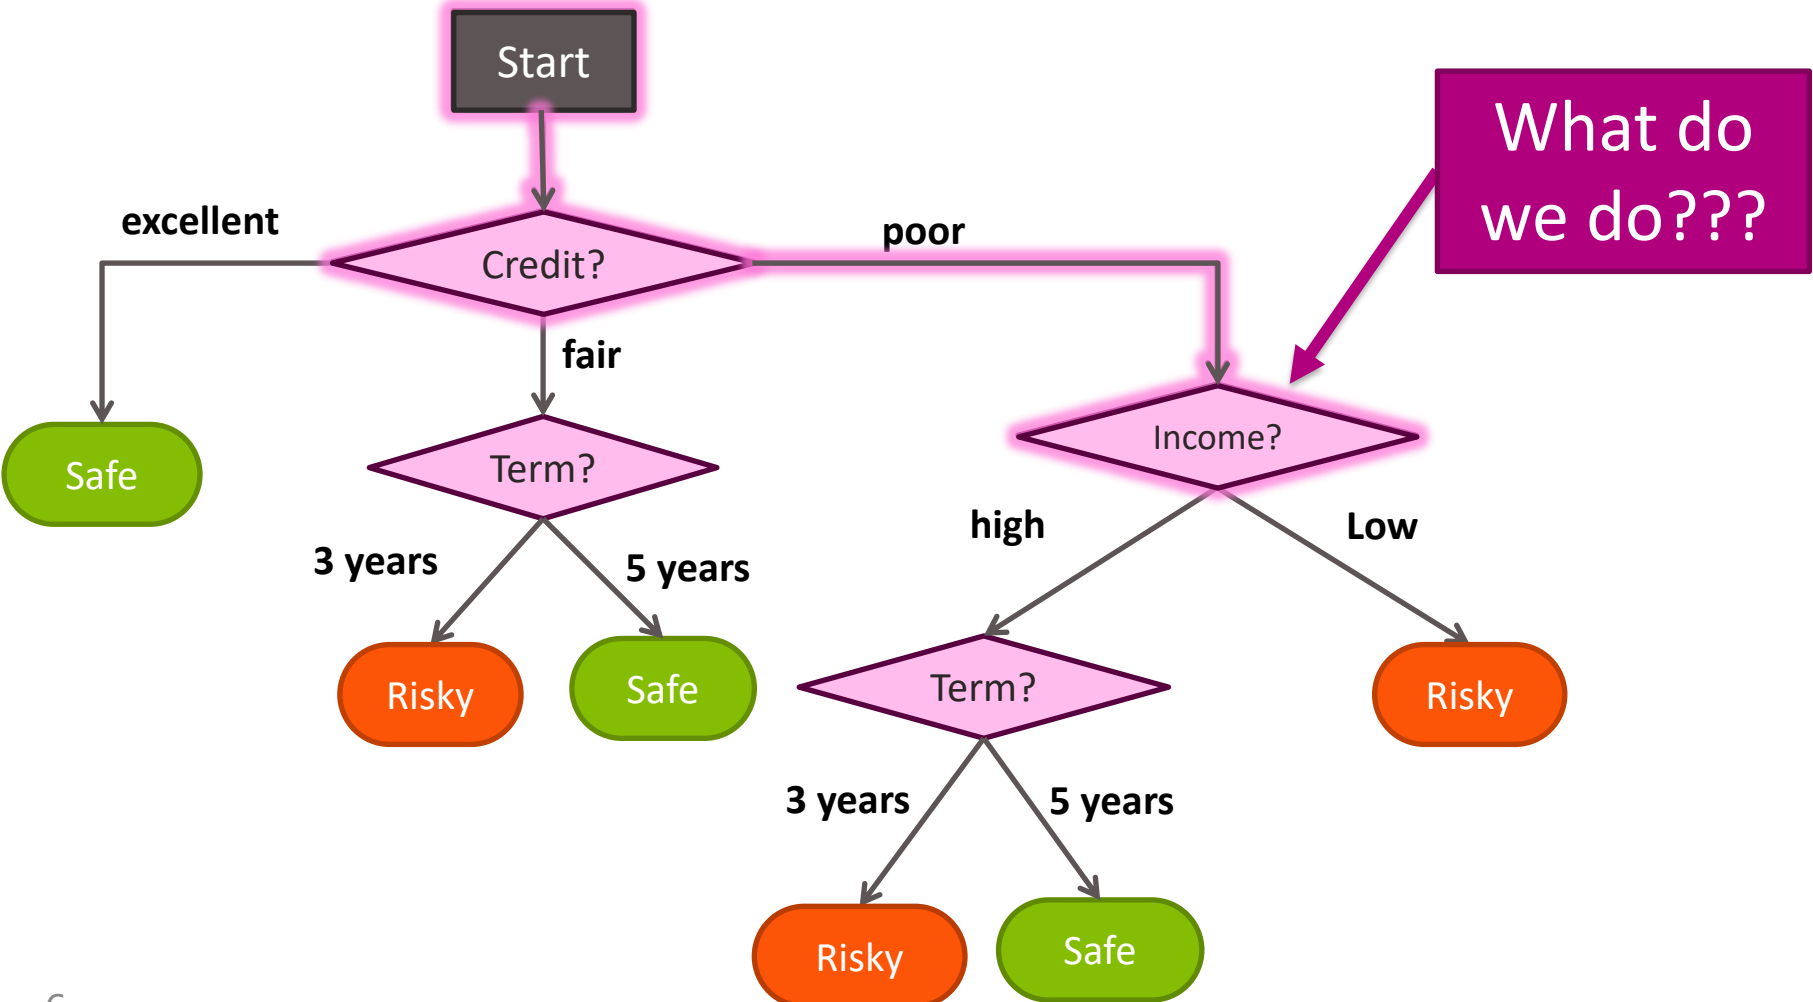 Start
What do
we do???
excellent
Credit?
poor
fair
Income?
Safe
Term?
high
Low
3 years
5 years
Risky
Safe
Term?
Risky
3 years
5 years
Risky
Safe